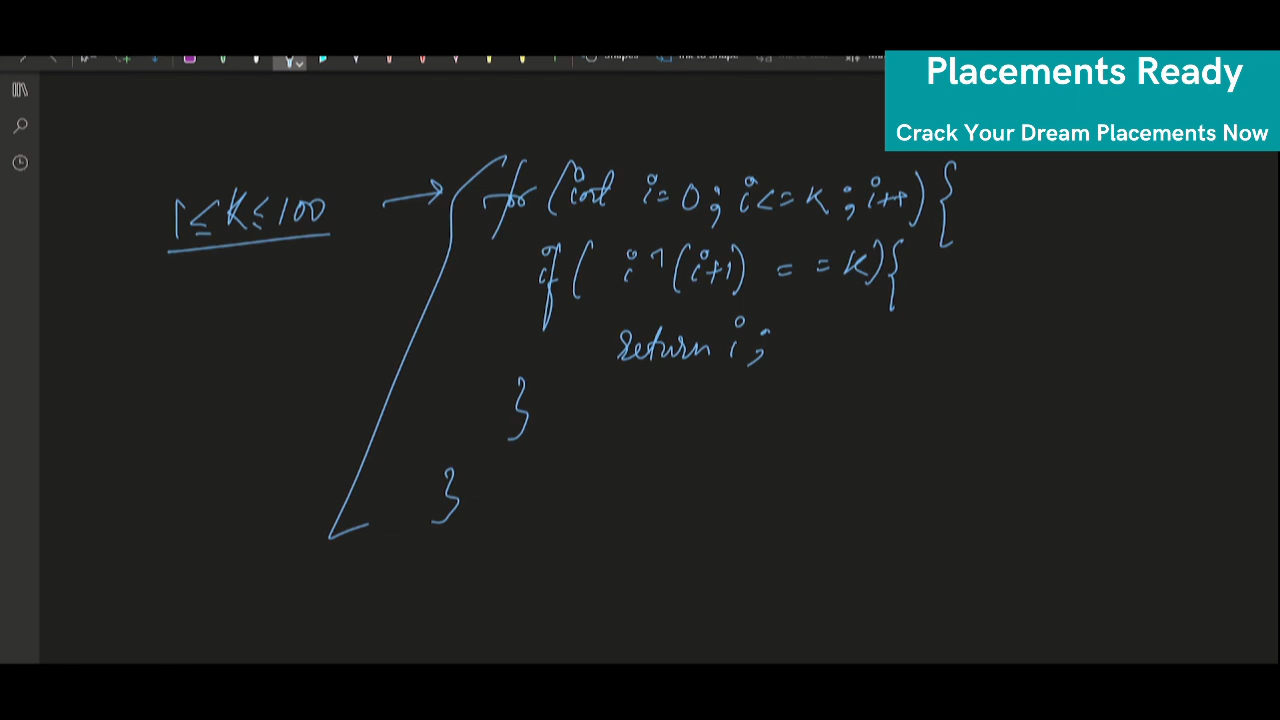 Placements Ready
Crack Your Dream Placements Now
1 ≤ K ≤ 100 → for (int i = 0 ; i <= K ; i++) {
if ( i ^ (i+1) == K) {
return i ;
}
}